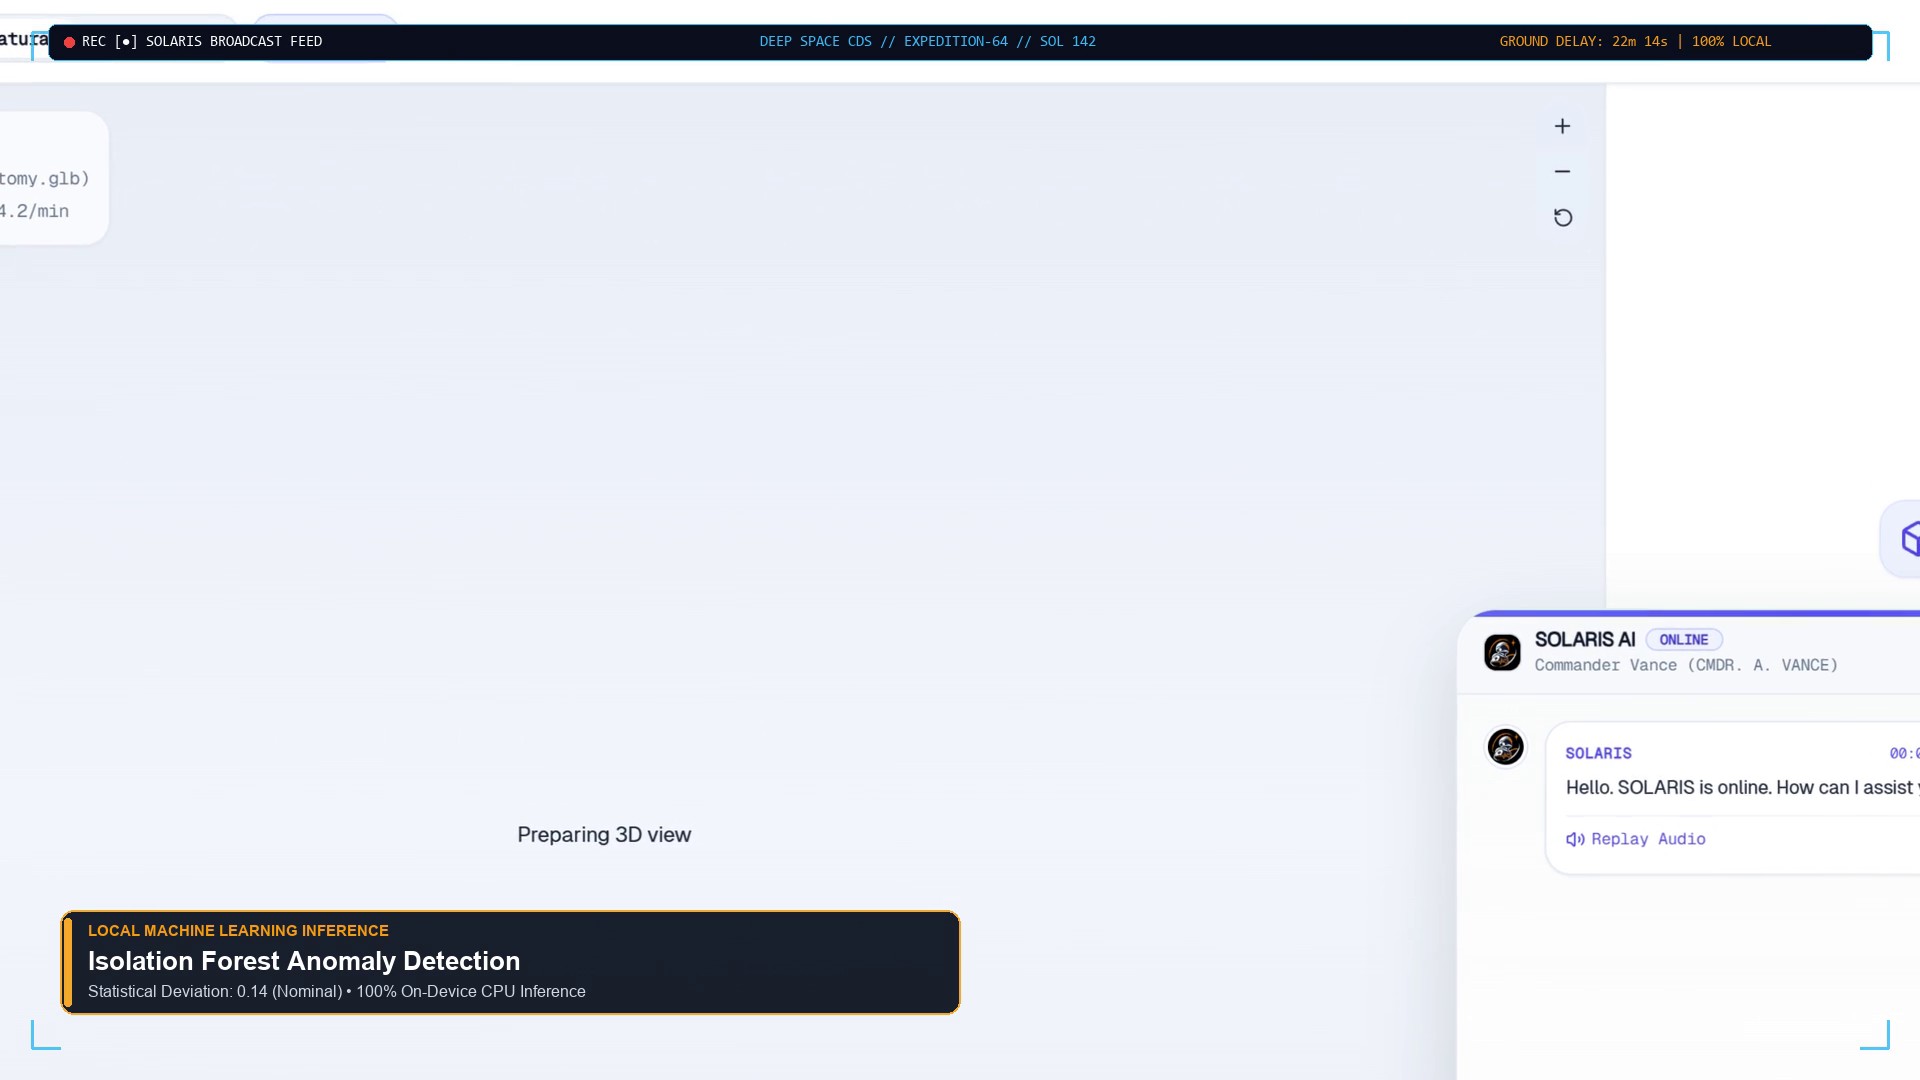 atura
REC [●] SOLARIS BROADCAST FEED
DEEP SPACE CDS // EXPEDITION-64 // SOL 142
GROUND DELAY: 22m 14s | 100% LOCAL
tomy.glb)
4.2/min
SOLARIS AI
ONLINE
Commander Vance (CMDR. A. VANCE)
SOLARIS
00:0
Hello. SOLARIS is online. How can I assist
Replay Audio
Preparing 3D view
LOCAL MACHINE LEARNING INFERENCE
Isolation Forest Anomaly Detection
Statistical Deviation: 0.14 (Nominal) • 100% On-Device CPU Inference